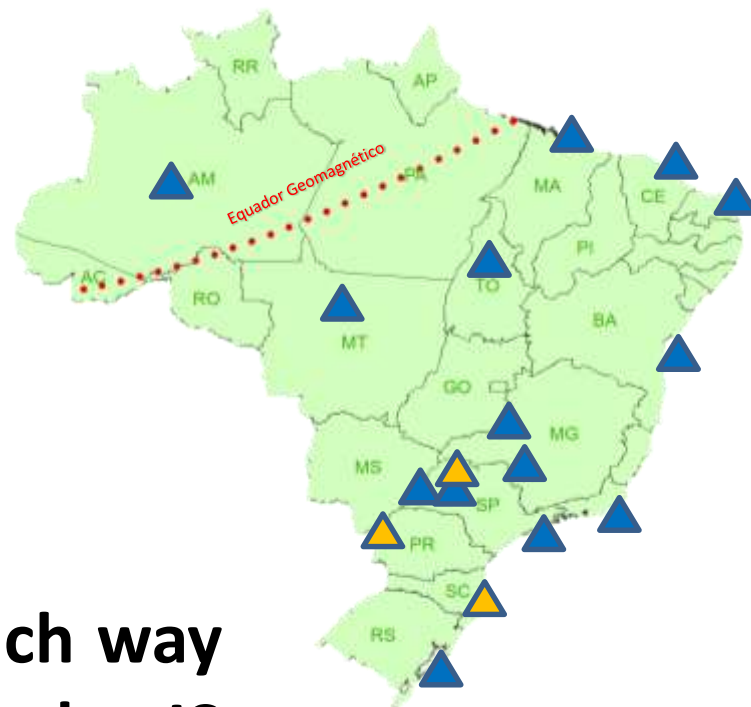 RR
AP
Equador Geomagnético
AM
PA
MA
CE
AC
RO
TO
PI
MT
BA
GO
MG
MS
SP
PR
SC
RS
ch way